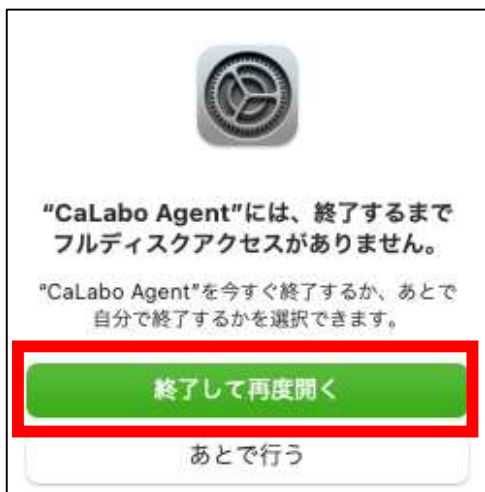 “CaLabo Agent”には、終了するまで
フルディスクアクセスがありません。
“CaLabo Agent”を今すぐ終了するか、あとで
自分で終了するかを選択できます。
終了して再度開く
あとで行う